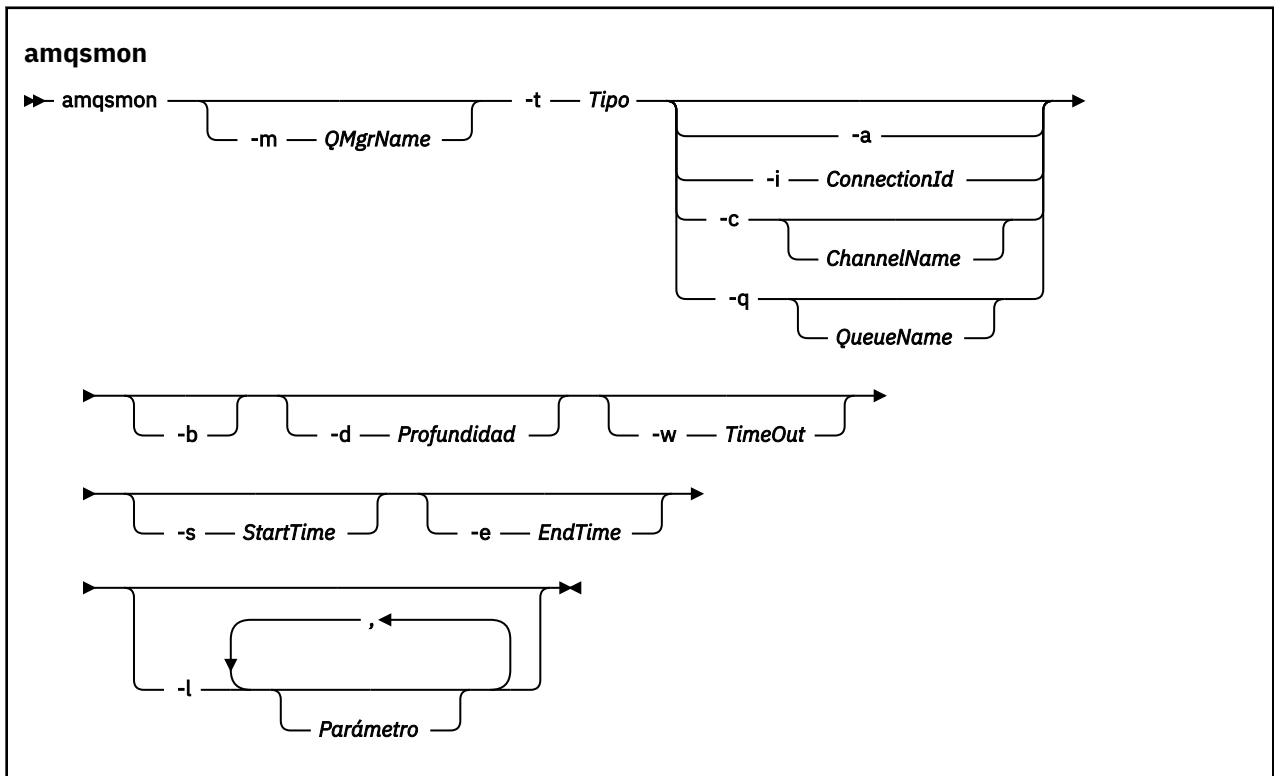 amqsmon
amqsmon -t Tipo
-m QMgrName
-a
-i ConnectionId
-c
ChannelName
-q
QueueName
-b -d Profundidad -w TimeOut
-s StartTime -e EndTime
,
-l
Parámetro